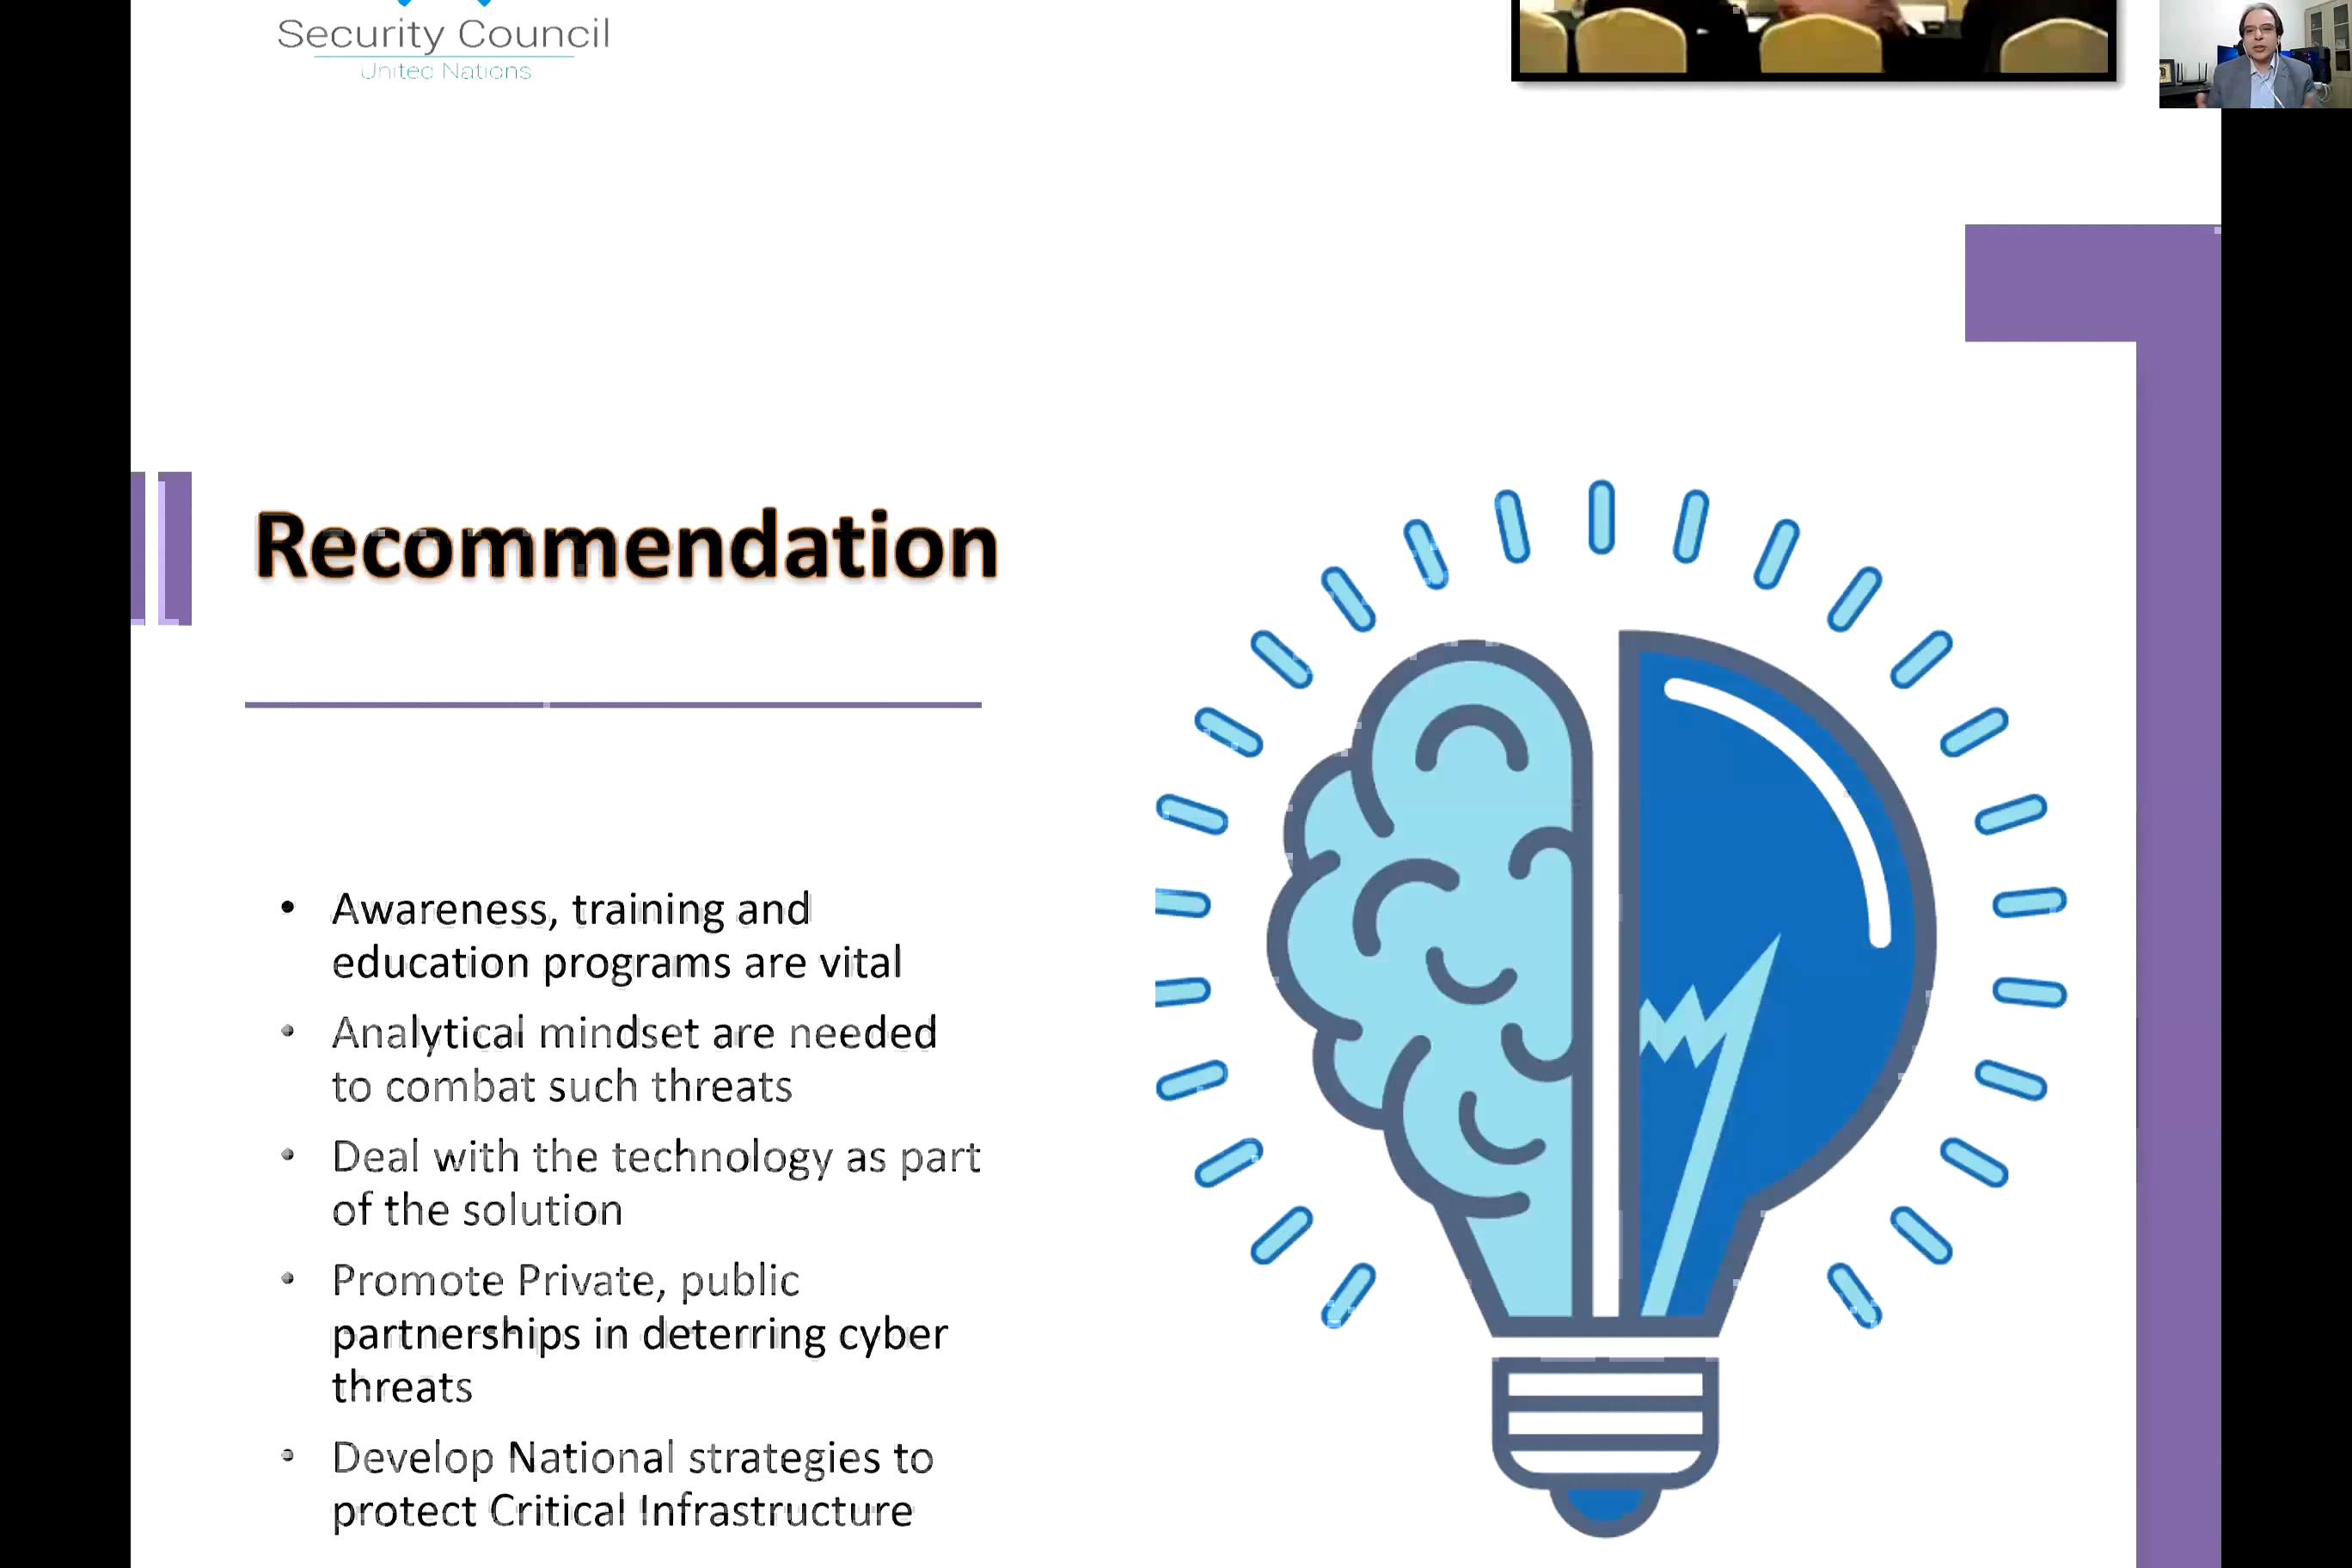 Security Council
United Nations
Recommendation
• Awareness, training and
education programs are vital
• Analytical mindset are needed
to combat such threats
• Deal with the technology as part
of the solution
• Promote Private, public
partnerships in deterring cyber
threats
• Develop National strategies to
protect Critical Infrastructure